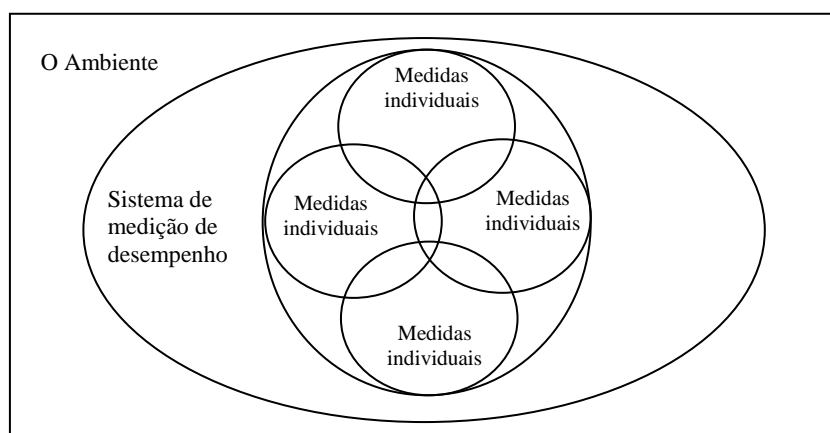 O Ambiente
Medidas
individuais
Sistema de
medição de
desempenho
Medidas
individuais
Medidas
individuais
Medidas
individuais